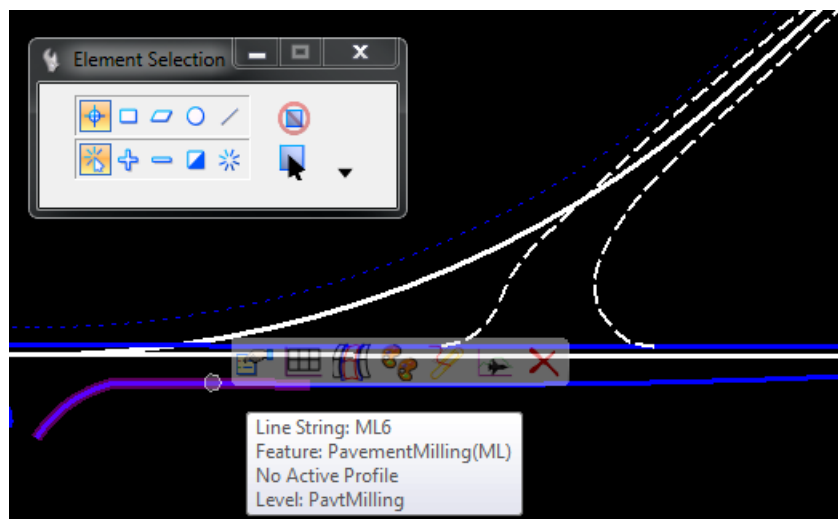 Element Selection
Line String: ML6
Feature: PavementMilling(ML)
No Active Profile
Level: PavtMilling